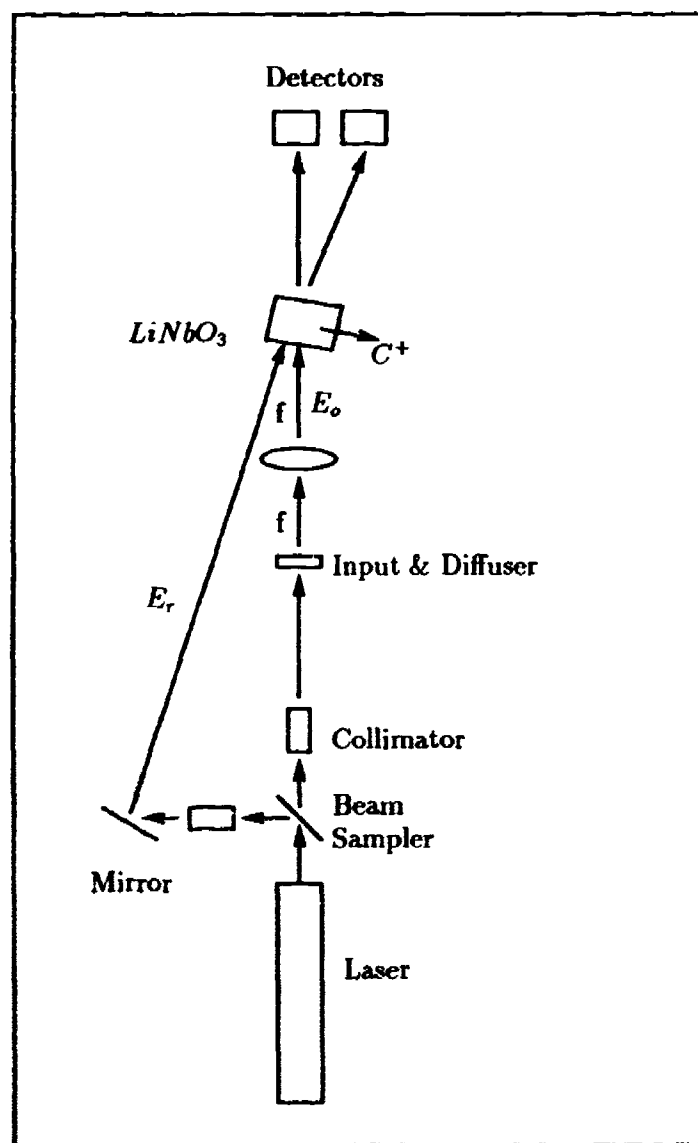 Detectors
LiNbO₃
C⁺
f
Eₒ
f
Input & Diffuser
Eᵣ
Collimator
Beam
Sampler
Mirror
Laser